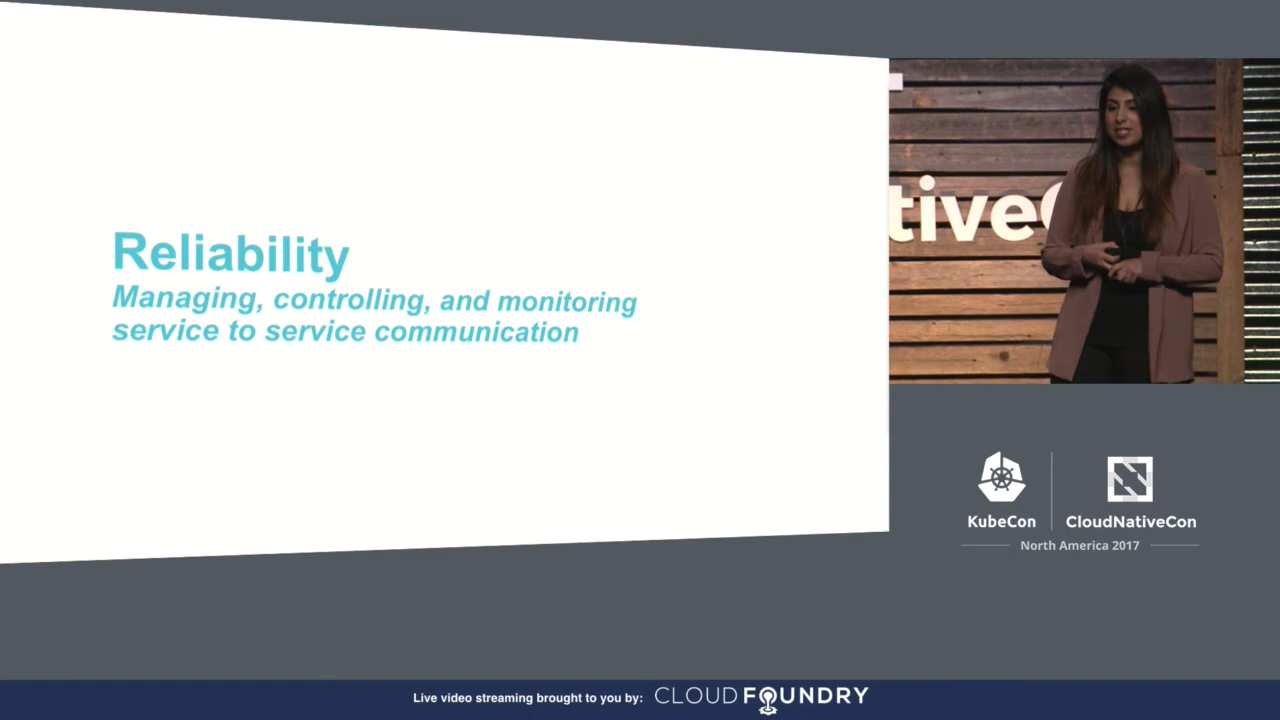 Reliability
Managing, controlling, and monitoring
service to service communication
tive
KubeCon
CloudNativeCon
North America 2017
Live video streaming brought to you by: CLOUD FOUNDRY